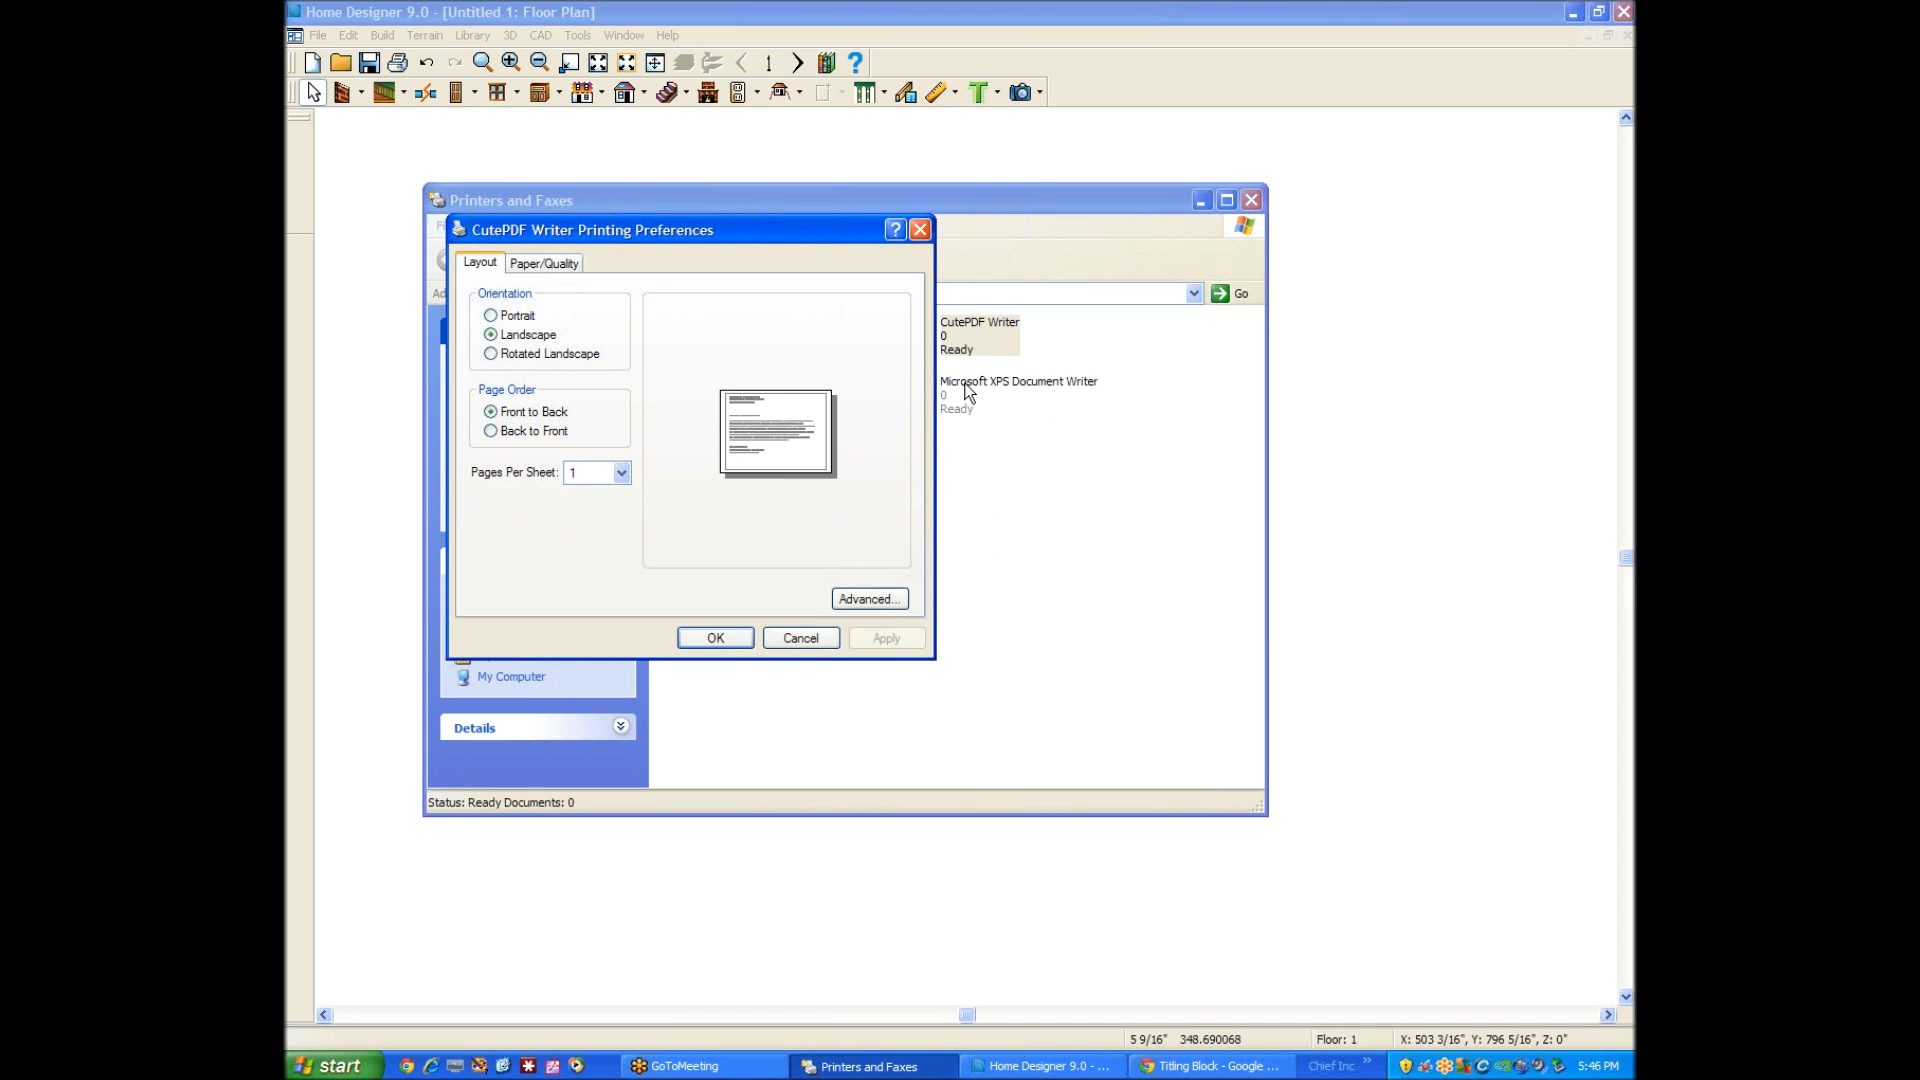 Home Designer 9.0 - [Untitled 1: Floor Plan]
File Edit Build Terrain Library 3D CAD Tools Window Help
1
Printers and Faxes
CutePDF Writer Printing Preferences
Layout Paper/Quality
Orientation
Portrait
Landscape
Rotated Landscape
Page Order
Front to Back
Back to Front
Pages Per Sheet: 1
Advanced...
OK Cancel Apply
Go
CutePDF Writer
0
Ready
Microsoft XPS Document Writer
0
Ready
My Computer
Details
Status: Ready Documents: 0
5 9/16" 348.690068 Floor: 1 X: 503 3/16", Y: 796 5/16", Z: 0"
start GoToMeeting Printers and Faxes Home Designer 9.0 - ... Titling Block - Google ... Chief Inc » 5:46 PM